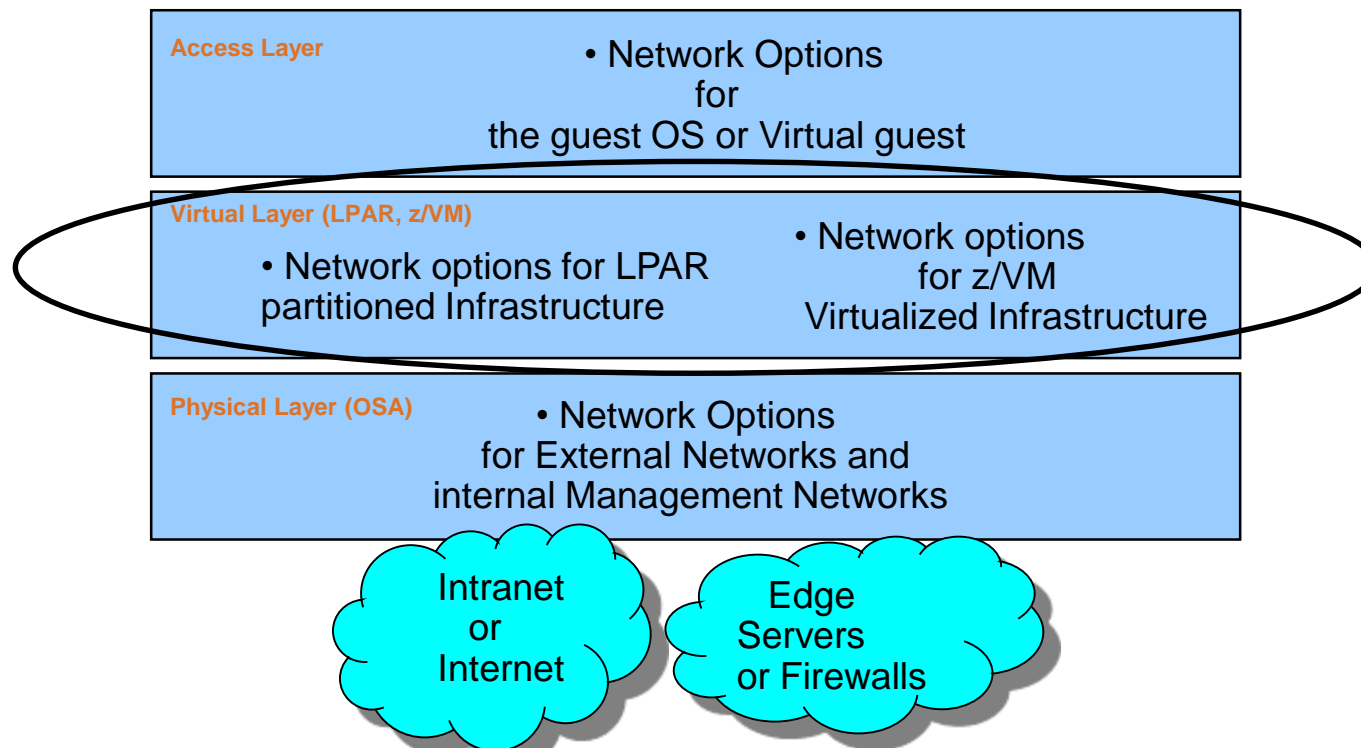 Access Layer
• Network Options
for
the guest OS or Virtual guest
Virtual Layer (LPAR, z/VM)
• Network options for LPAR
partitioned Infrastructure
• Network options
for z/VM
Virtualized Infrastructure
Physical Layer (OSA)
• Network Options
for External Networks and
internal Management Networks
Intranet
or
Internet
Edge
Servers
or Firewalls